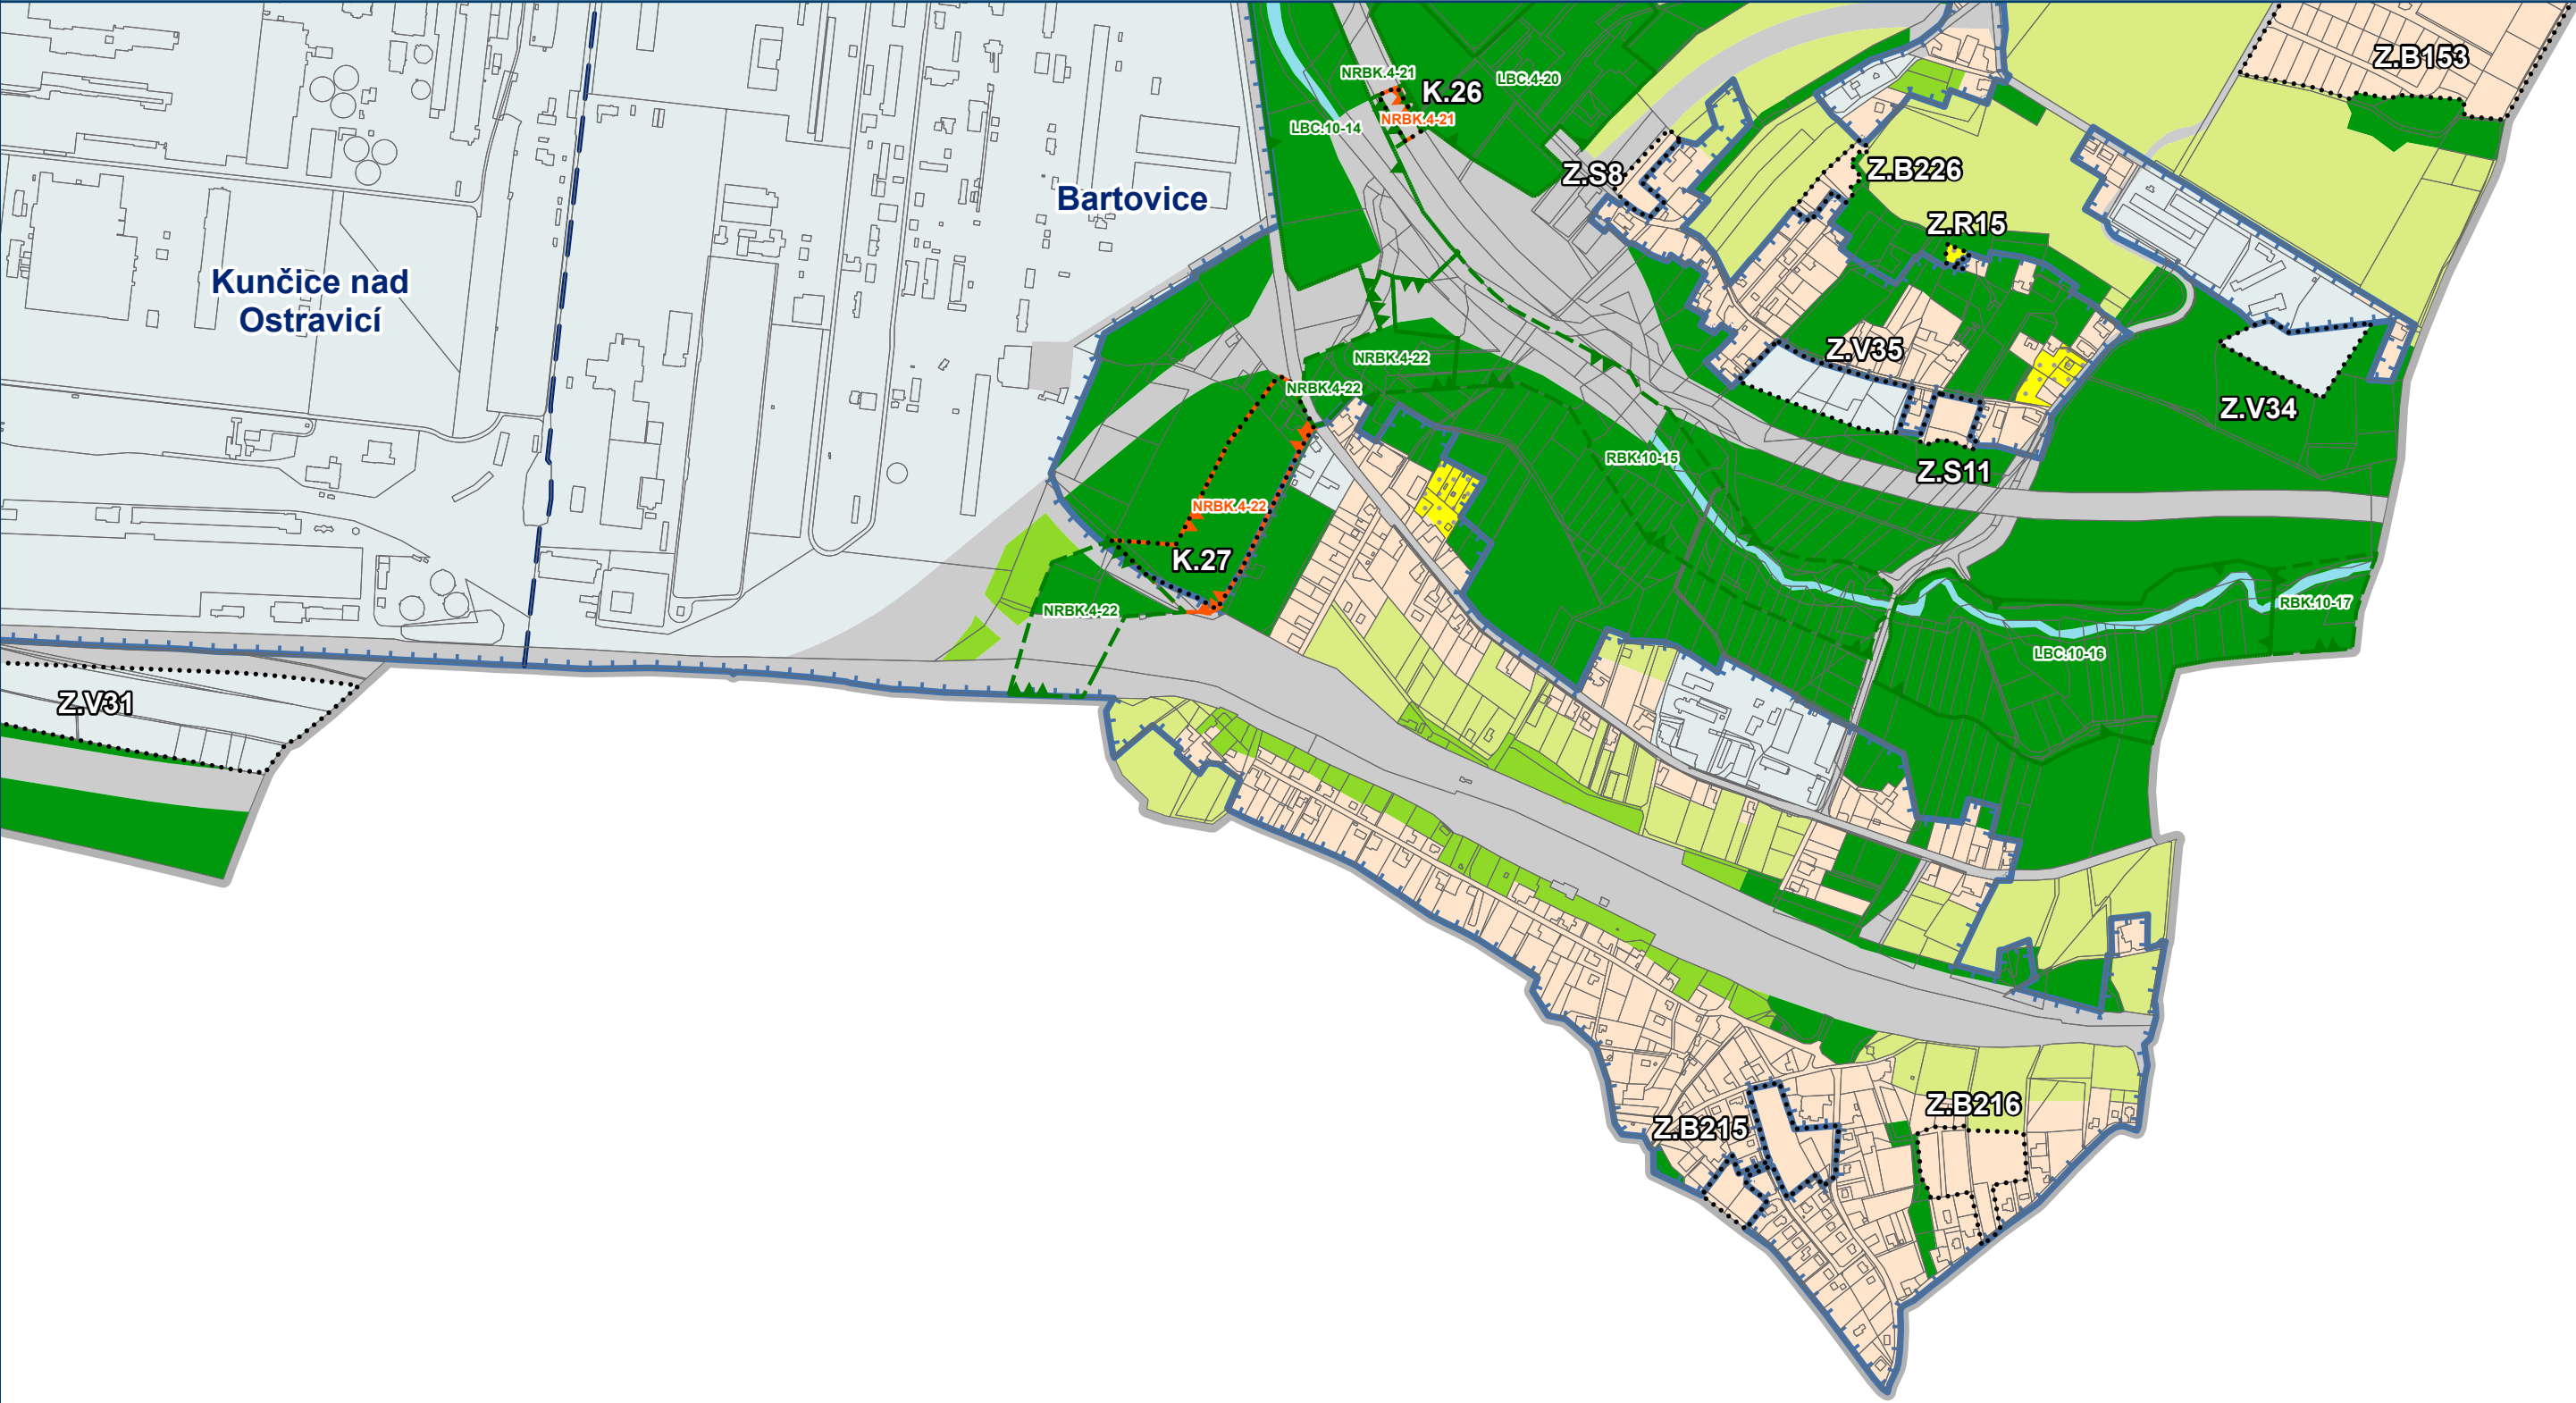 Z.B153
NRBK.4-21
K.26
LBC.4-20
NRBK.4-21
LBC.10-14
Z.S8
Z.B226
Bartovice
Z.R15
Kunčice nad
Ostravicí
Z.V35
NRBK.4-22
NRBK.4-22
Z.V34
RBK.10-15
Z.S11
NRBK.4-22
K.27
RBK.10-17
NRBK.4-22
LBC.10-16
Z.V31
Z.B216
Z.B215